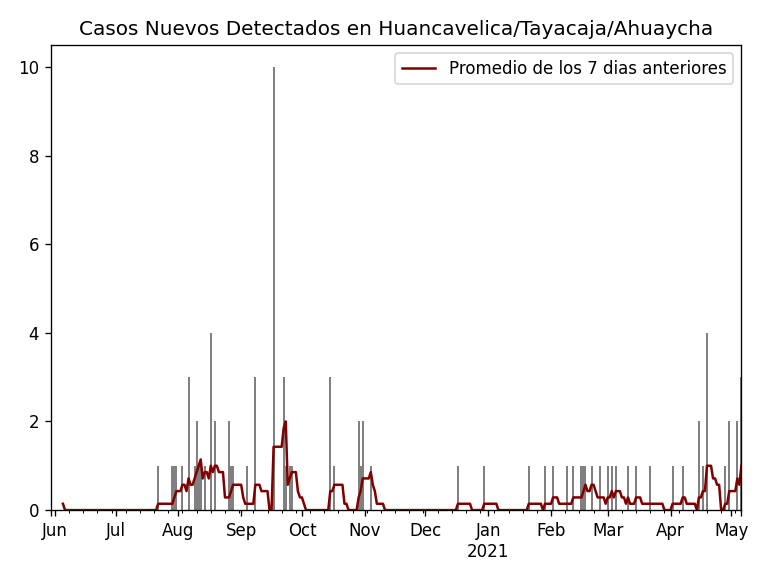 Casos Nuevos Detectados en Huancavelica/Tayacaja/Ahuaycha
Promedio de los 7 dias anteriores
10
8
6
4
2
0
Jun Jul Aug Sep Oct Nov Dec Jan Feb Mar Apr May
2021